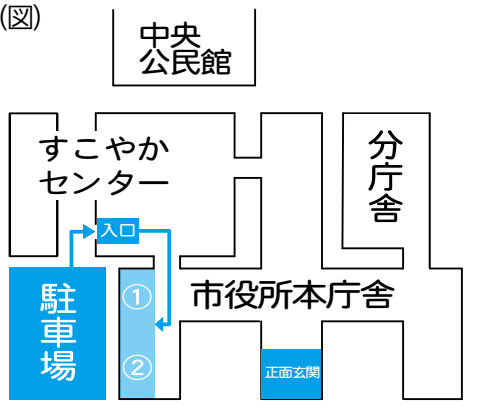 (図)
中央
公民館
すこやか
センター
分庁舎
入口
駐車場
①
市役所本庁舎
②
正面玄関